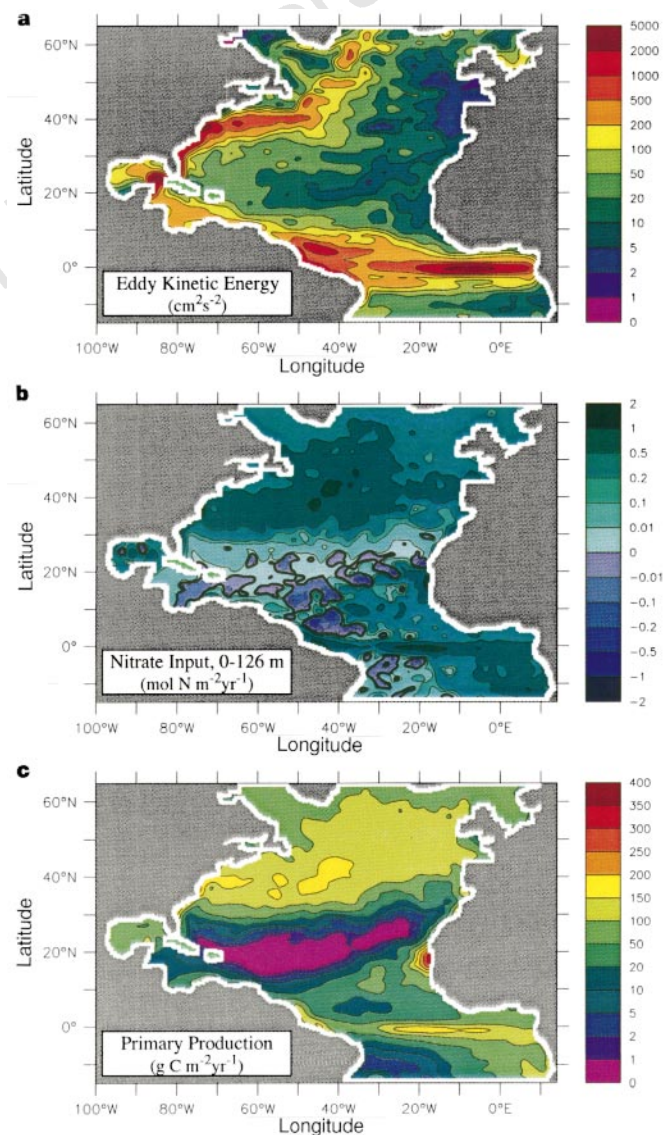 a
60°N
40°N
20°N
0°
Latitude
Eddy Kinetic Energy
(cm²s⁻²)
100°W 80°W 60°W 40°W 20°W 0°E
Longitude
5000
2000
1000
500
200
100
50
20
10
5
2
1
0
b
60°N
40°N
20°N
0°
Latitude
Nitrate Input, 0-126 m
(mol N m⁻²yr⁻¹)
100°W 80°W 60°W 40°W 20°W 0°E
Longitude
2
1
0.5
0.2
0.1
0.01
0
−0.01
−0.1
−0.2
−0.5
−1
−2
c
60°N
40°N
20°N
0°
Latitude
Primary Production
(g C m⁻²yr⁻¹)
100°W 80°W 60°W 40°W 20°W 0°E
Longitude
400
350
300
250
200
150
100
50
20
10
5
2
1
0